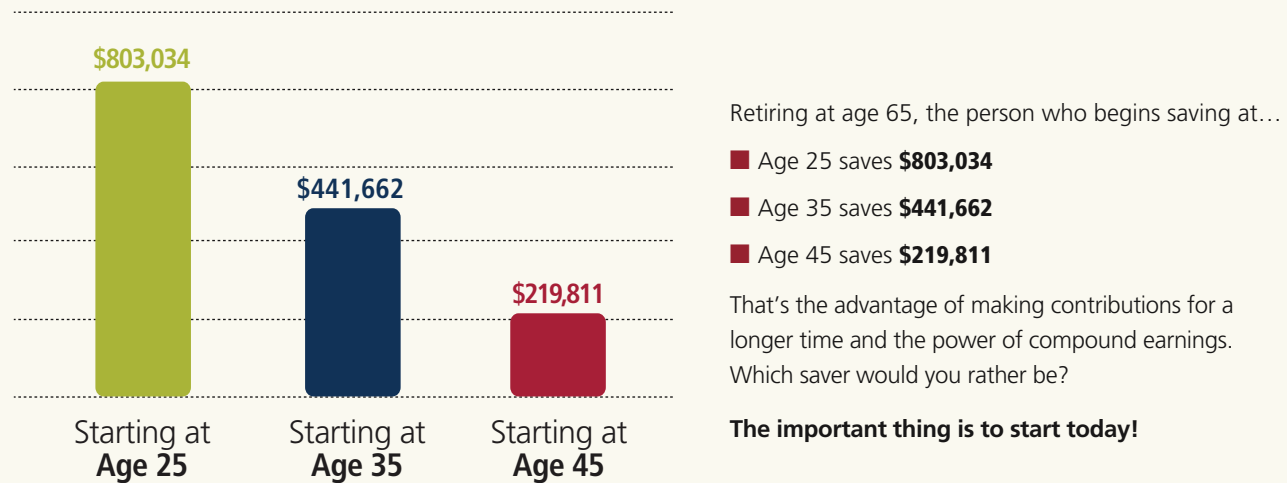 $803,034
$441,662
$219,811
Starting at
Age 25
Starting at
Age 35
Starting at
Age 45
Retiring at age 65, the person who begins saving at…
Age 25 saves $803,034
Age 35 saves $441,662
Age 45 saves $219,811
That’s the advantage of making contributions for a
longer time and the power of compound earnings.
Which saver would you rather be?
The important thing is to start today!